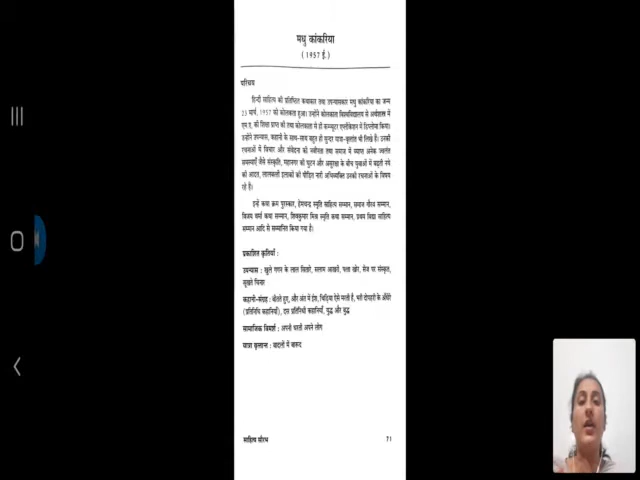 मधु कांकरिया
(1957 ई.)
परिचय
हिन्दी साहित्य की प्रतिष्ठित कथाकार तथा उपन्यासकार मधु कांकरिया का जन्म
23 मार्च, 1957 को कोलकाता हुआ। उन्होंने कोलकाता विश्वविद्यालय से अर्थशास्त्र में
एम.ए. की शिक्षा प्राप्त की तथा कोलकाता में ही कम्प्यूटर एप्लीकेशन में डिप्लोमा किया।
उन्होंने उपन्यास, कहानी के साथ-साथ बहुत ही सुन्दर यात्रा-वृत्तांत भी लिखे हैं। उनकी
रचनाओं में विचार और संवेदना की नवीनता तथा समाज में व्याप्त अनेक ज्वलंत
समस्याएँ जैसे संस्कृति, महानगर की घुटन और असुरक्षा के बीच युवाओं में बढ़ती नशे
की आदत, लालबत्ती इलाकों की पीड़ित नारी अभिव्यक्ति उनकी रचनाओं के विषय
रहे हैं।
इन्हें कथा क्रम पुरस्कार, हेमचन्द्र स्मृति साहित्य सम्मान, समाज गौरव सम्मान,
विजय वर्मा कथा सम्मान, शिवकुमार मिश्र स्मृति कथा सम्मान, प्रथम विद्या साहित्य
सम्मान आदि से सम्मानित किया गया है।
प्रकाशित कृतियाँ :
उपन्यास : खुले गगन के लाल सितारे, सलाम आखरी, पत्ता खोर, सेज पर संस्कृत,
सूखते चिनार
कहानी-संग्रह : बीतते हुए, और अंत में ईशु, चिड़िया ऐसे मरती है, भरी दोपहरी के अँधेरे
(प्रतिनिधि कहानियाँ), दस प्रतिनिधि कहानियाँ, युद्ध और बुद्ध
सामाजिक विमर्श : अपनी धरती अपने लोग
यात्रा वृत्तान्त : बादलों में बारूद
साहित्य सौरभ
71